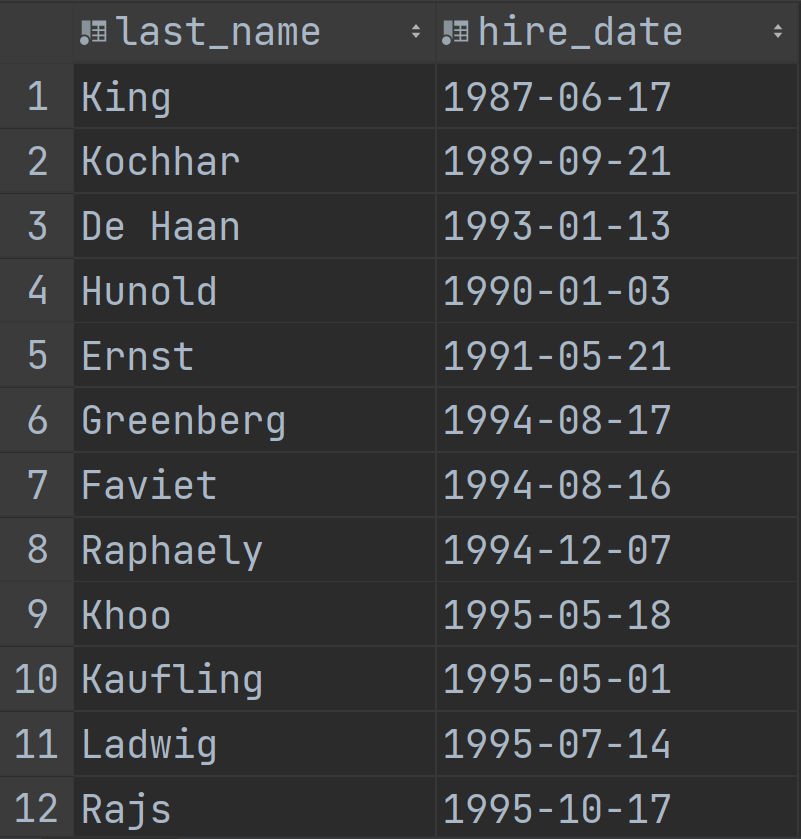 last_name hire_date
1 King 1987-06-17
2 Kochhar 1989-09-21
3 De Haan 1993-01-13
4 Hunold 1990-01-03
5 Ernst 1991-05-21
6 Greenberg 1994-08-17
7 Faviet 1994-08-16
8 Raphaely 1994-12-07
9 Khoo 1995-05-18
10 Kaufling 1995-05-01
11 Ladwig 1995-07-14
12 Rajs 1995-10-17